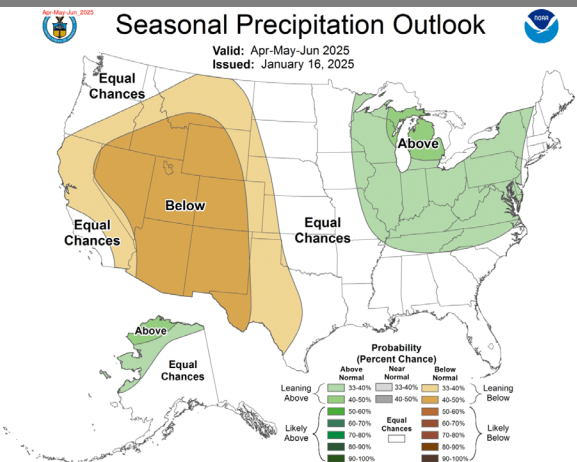 Apr-May-Jun_2025
Seasonal Precipitation Outlook
NOAA
Valid: Apr-May-Jun 2025
Issued: January 16, 2025
Equal
Chances
Above
Below
Equal
Chances
Equal
Chances
Above
Equal
Chances
Probability
(Percent Chance)
Above Normal
Near Normal
Below Normal
Leaning Above
33-40%
33-40%
33-40%
Leaning Below
40-50%
40-50%
40-50%
Likely Above
50-60%
Equal Chances
50-60%
Likely Below
60-70%
60-70%
70-80%
70-80%
80-90%
80-90%
90-100%
90-100%